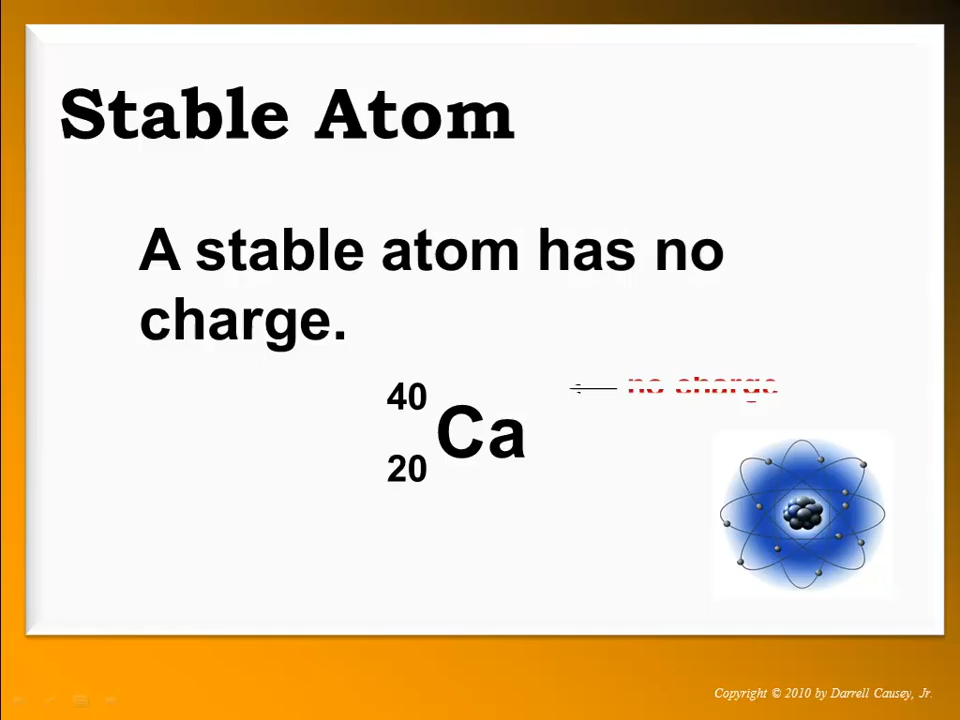 Stable Atom
A stable atom has no
charge.
40
no charge
Ca
20
Copyright © 2010 by Darrell Causey, Jr.